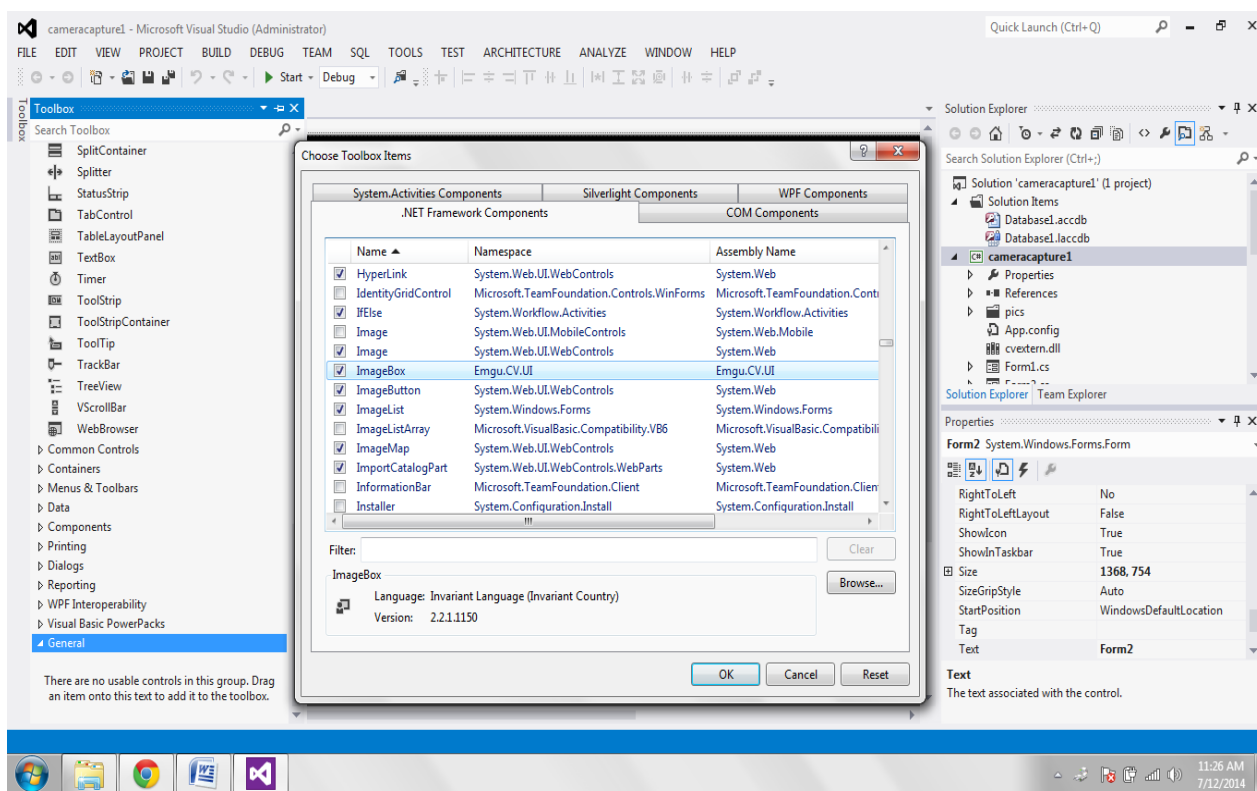 cameracapture1 - Microsoft Visual Studio (Administrator)
Quick Launch (Ctrl+Q)
FILE EDIT VIEW PROJECT BUILD DEBUG TEAM SQL TOOLS TEST ARCHITECTURE ANALYZE WINDOW HELP
Start Debug
Toolbox
Toolbox
Search Toolbox
SplitContainer
Splitter
StatusStrip
TabControl
TableLayoutPanel
TextBox
Timer
ToolStrip
ToolStripContainer
ToolTip
TrackBar
TreeView
VScrollBar
WebBrowser
Common Controls
Containers
Menus & Toolbars
Data
Components
Printing
Dialogs
Reporting
WPF Interoperability
Visual Basic PowerPacks
General
There are no usable controls in this group. Drag
an item onto this text to add it to the toolbox.
Choose Toolbox Items
System.Activities Components Silverlight Components WPF Components
.NET Framework Components COM Components
Name Namespace Assembly Name
HyperLink System.Web.UI.WebControls System.Web
IdentityGridControl Microsoft.TeamFoundation.Controls.WinForms Microsoft.TeamFoundation.Contr
IfElse System.Workflow.Activities System.Workflow.Activities
Image System.Web.UI.MobileControls System.Web.Mobile
Image System.Web.UI.WebControls System.Web
ImageBox Emgu.CV.UI Emgu.CV.UI
ImageButton System.Web.UI.WebControls System.Web
ImageList System.Windows.Forms System.Windows.Forms
ImageListArray Microsoft.VisualBasic.Compatibility.VB6 Microsoft.VisualBasic.Compatibili
ImageMap System.Web.UI.WebControls System.Web
ImportCatalogPart System.Web.UI.WebControls.WebParts System.Web
InformationBar Microsoft.TeamFoundation.Client Microsoft.TeamFoundation.Clien
Installer System.Configuration.Install System.Configuration.Install
Filter:
Clear
ImageBox
Language: Invariant Language (Invariant Country)
Version: 2.2.1.1150
Browse...
OK Cancel Reset
Solution Explorer
Search Solution Explorer (Ctrl+;)
Solution 'cameracapture1' (1 project)
Solution Items
Database1.accdb
Database1.laccdb
C# cameracapture1
Properties
References
pics
App.config
cvextern.dll
Form1.cs
Solution Explorer Team Explorer
Properties
Form2 System.Windows.Forms.Form
RightToLeft No
RightToLeftLayout False
ShowIcon True
ShowInTaskbar True
Size 1368, 754
SizeGripStyle Auto
StartPosition WindowsDefaultLocation
Tag
Text Form2
Text
The text associated with the control.
11:26 AM
7/12/2014